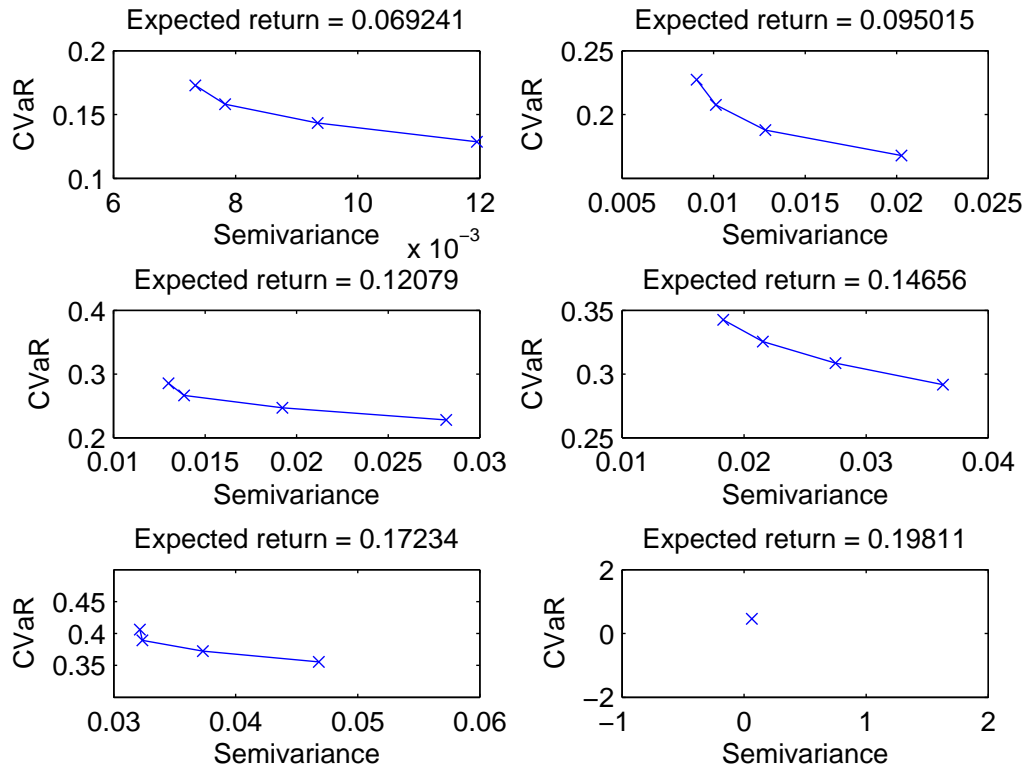 Expected return = 0.069241
0.2
0.15
0.1
CVaR
6
8
10
12
Semivariance
x 10⁻³
Expected return = 0.095015
0.25
0.2
CVaR
0.005
0.01
0.015
0.02
0.025
Semivariance
Expected return = 0.12079
0.4
0.3
0.2
CVaR
0.01
0.015
0.02
0.025
0.03
Semivariance
Expected return = 0.14656
0.35
0.3
0.25
CVaR
0.01
0.02
0.03
0.04
Semivariance
Expected return = 0.17234
0.45
0.4
0.35
CVaR
0.03
0.04
0.05
0.06
Semivariance
Expected return = 0.19811
2
0
−2
CVaR
−1
0
1
2
Semivariance